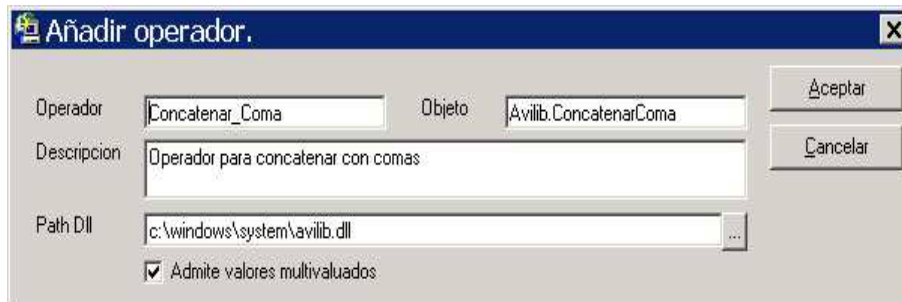 Añadir operador.
Operador Concatenar_Coma Objeto Avilib.ConcatenarComa Aceptar
Descripcion Operador para concatenar con comas Cancelar
Path Dll c:\windows\system\avilib.dll ...
Admite valores multivaluados